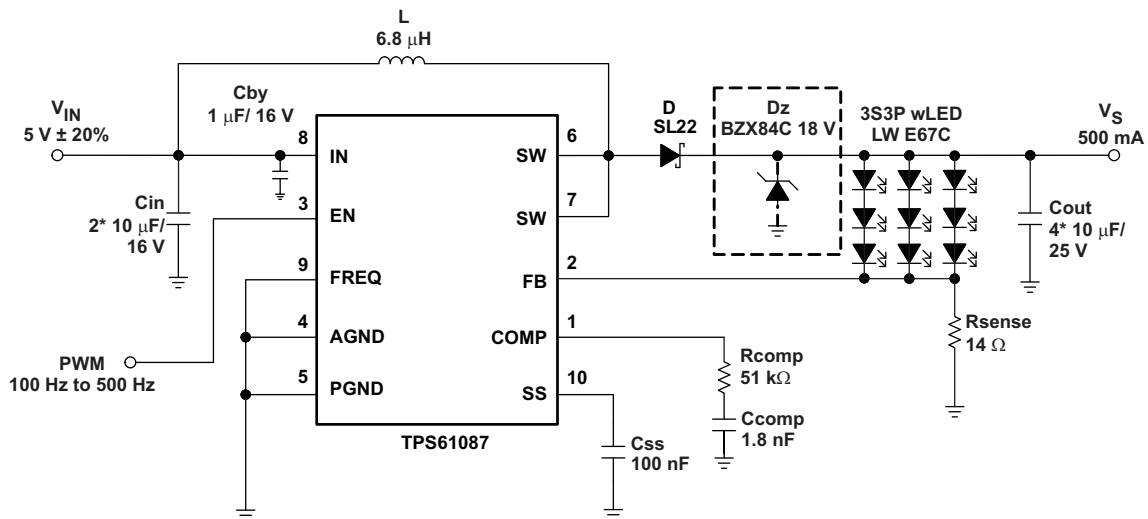 L
6.8 μH
Cby
1 μF/ 16 V
VIN
5 V ± 20%
Cin
2* 10 μF/
16 V
PWM
100 Hz to 500 Hz
8
IN
3
EN
9
FREQ
4
AGND
5
PGND
6
SW
7
SW
2
FB
1
COMP
10
SS
TPS61087
D
SL22
Dz
BZX84C 18 V
3S3P wLED
LW E67C
VS
500 mA
Cout
4* 10 μF/
25 V
Rsense
14 Ω
Rcomp
51 kΩ
Ccomp
1.8 nF
Css
100 nF